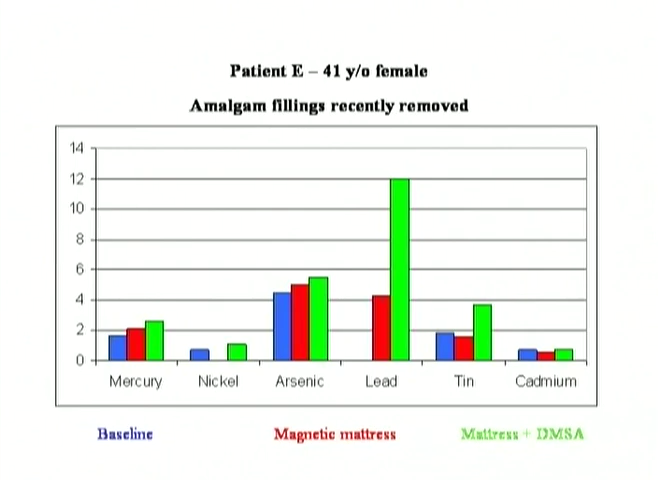 Patient E – 41 y/o female
Amalgam fillings recently removed
14
12
10
8
6
4
2
0
Mercury Nickel Arsenic Lead Tin Cadmium
Baseline Magnetic mattress Mattress + DMSA